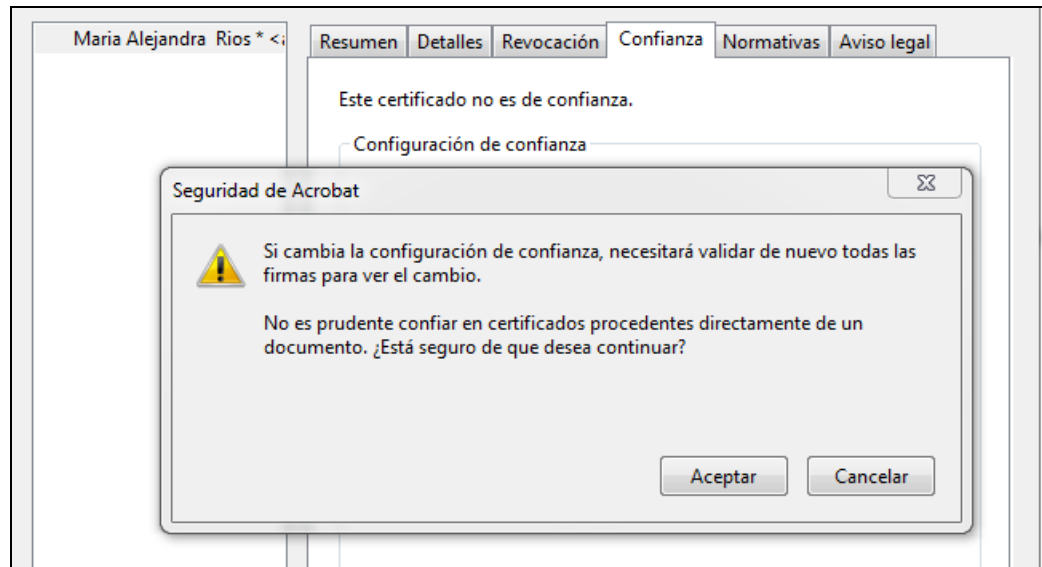 Maria Alejandra Rios * <
Resumen Detalles Revocación Confianza Normativas Aviso legal
Este certificado no es de confianza.
Configuración de confianza
Seguridad de Acrobat
Si cambia la configuración de confianza, necesitará validar de nuevo todas las
firmas para ver el cambio.
No es prudente confiar en certificados procedentes directamente de un
documento. ¿Está seguro de que desea continuar?
Aceptar Cancelar